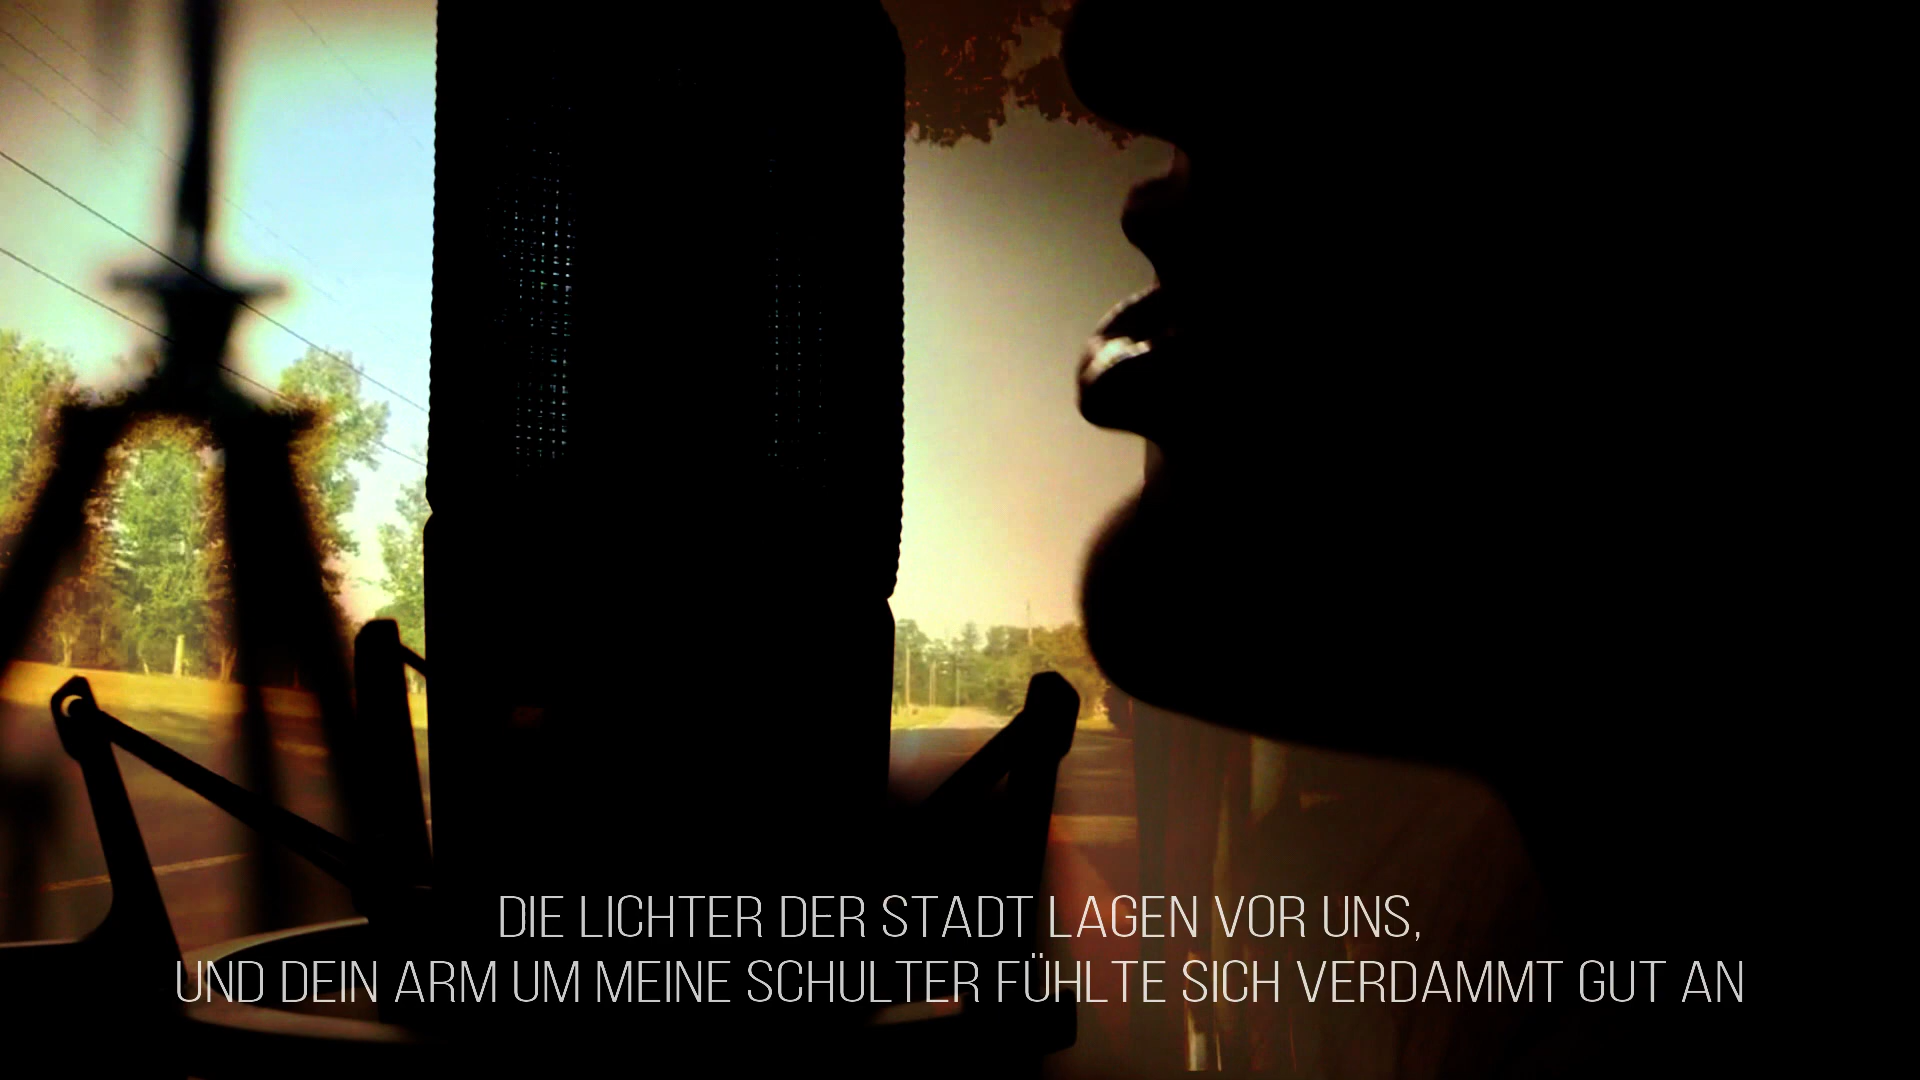 DIE LICHTER DER STADT LAGEN VOR UNS,
UND DEIN ARM UM MEINE SCHULTER FÜHLTE SICH VERDAMMT GUT AN